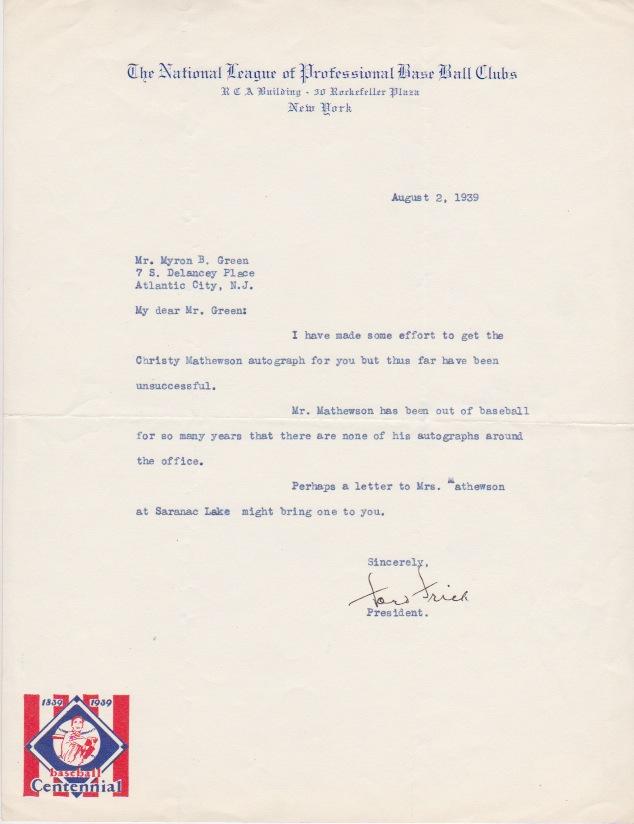 The National League of Professional Base Ball Clubs
R C A Building - 30 Rockefeller Plaza
New York
August 2, 1939
Mr. Myron B. Green
7 S. Delancey Place
Atlantic City, N.J.
My dear Mr. Green:
I have made some effort to get the
Christy Mathewson autograph for you but thus far have been
unsuccessful.
Mr. Mathewson has been out of baseball
for so many years that there are none of his autographs around
the office.
Perhaps a letter to Mrs. Mathewson
at Saranac Lake might bring one to you.
Sincerely,
Ford Frick
President.
1839 1939
baseball
Centennial